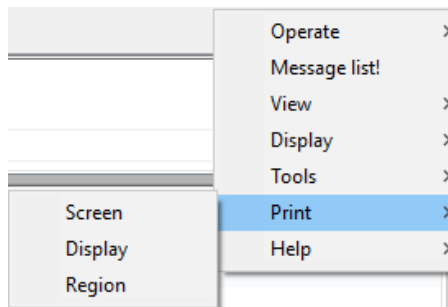 Operate
Message list!
View
Display
Tools
Print
Help
Screen
Display
Region